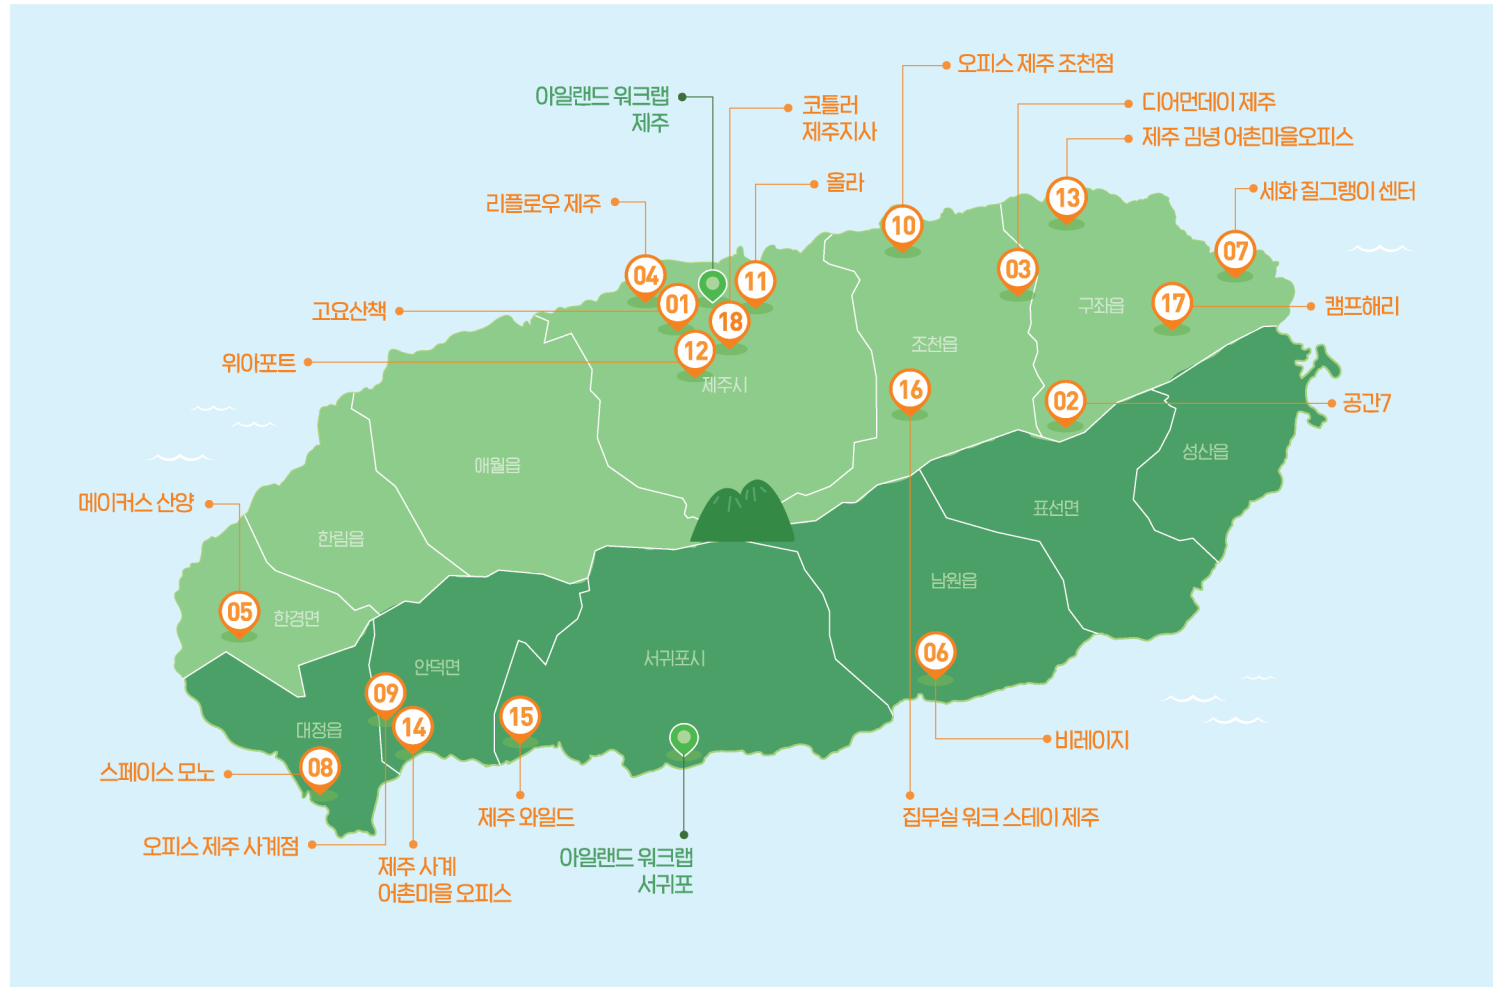 오피스 제주 조천점
아일랜드 워크랩
제주
코틀러
제주지사
디어먼데이 제주
제주 김녕 어촌마을오피스
올라
세화 질그랭이 센터
리플로우 제주
13
10
07
03
04
11
01
17
고요산책
캠프해리
구좌읍
18
조천읍
12
위아포트
제주시
16
02
공간7
성산읍
애월읍
메이커스 산양
표선면
한림읍
남원읍
05
한경면
06
서귀포시
안덕면
09
15
14
대정읍
비레이지
08
스페이스 모노
제주 와일드
집무실 워크 스테이 제주
오피스 제주 사계점
제주 사계
어촌마을 오피스
아일랜드 워크랩
서귀포